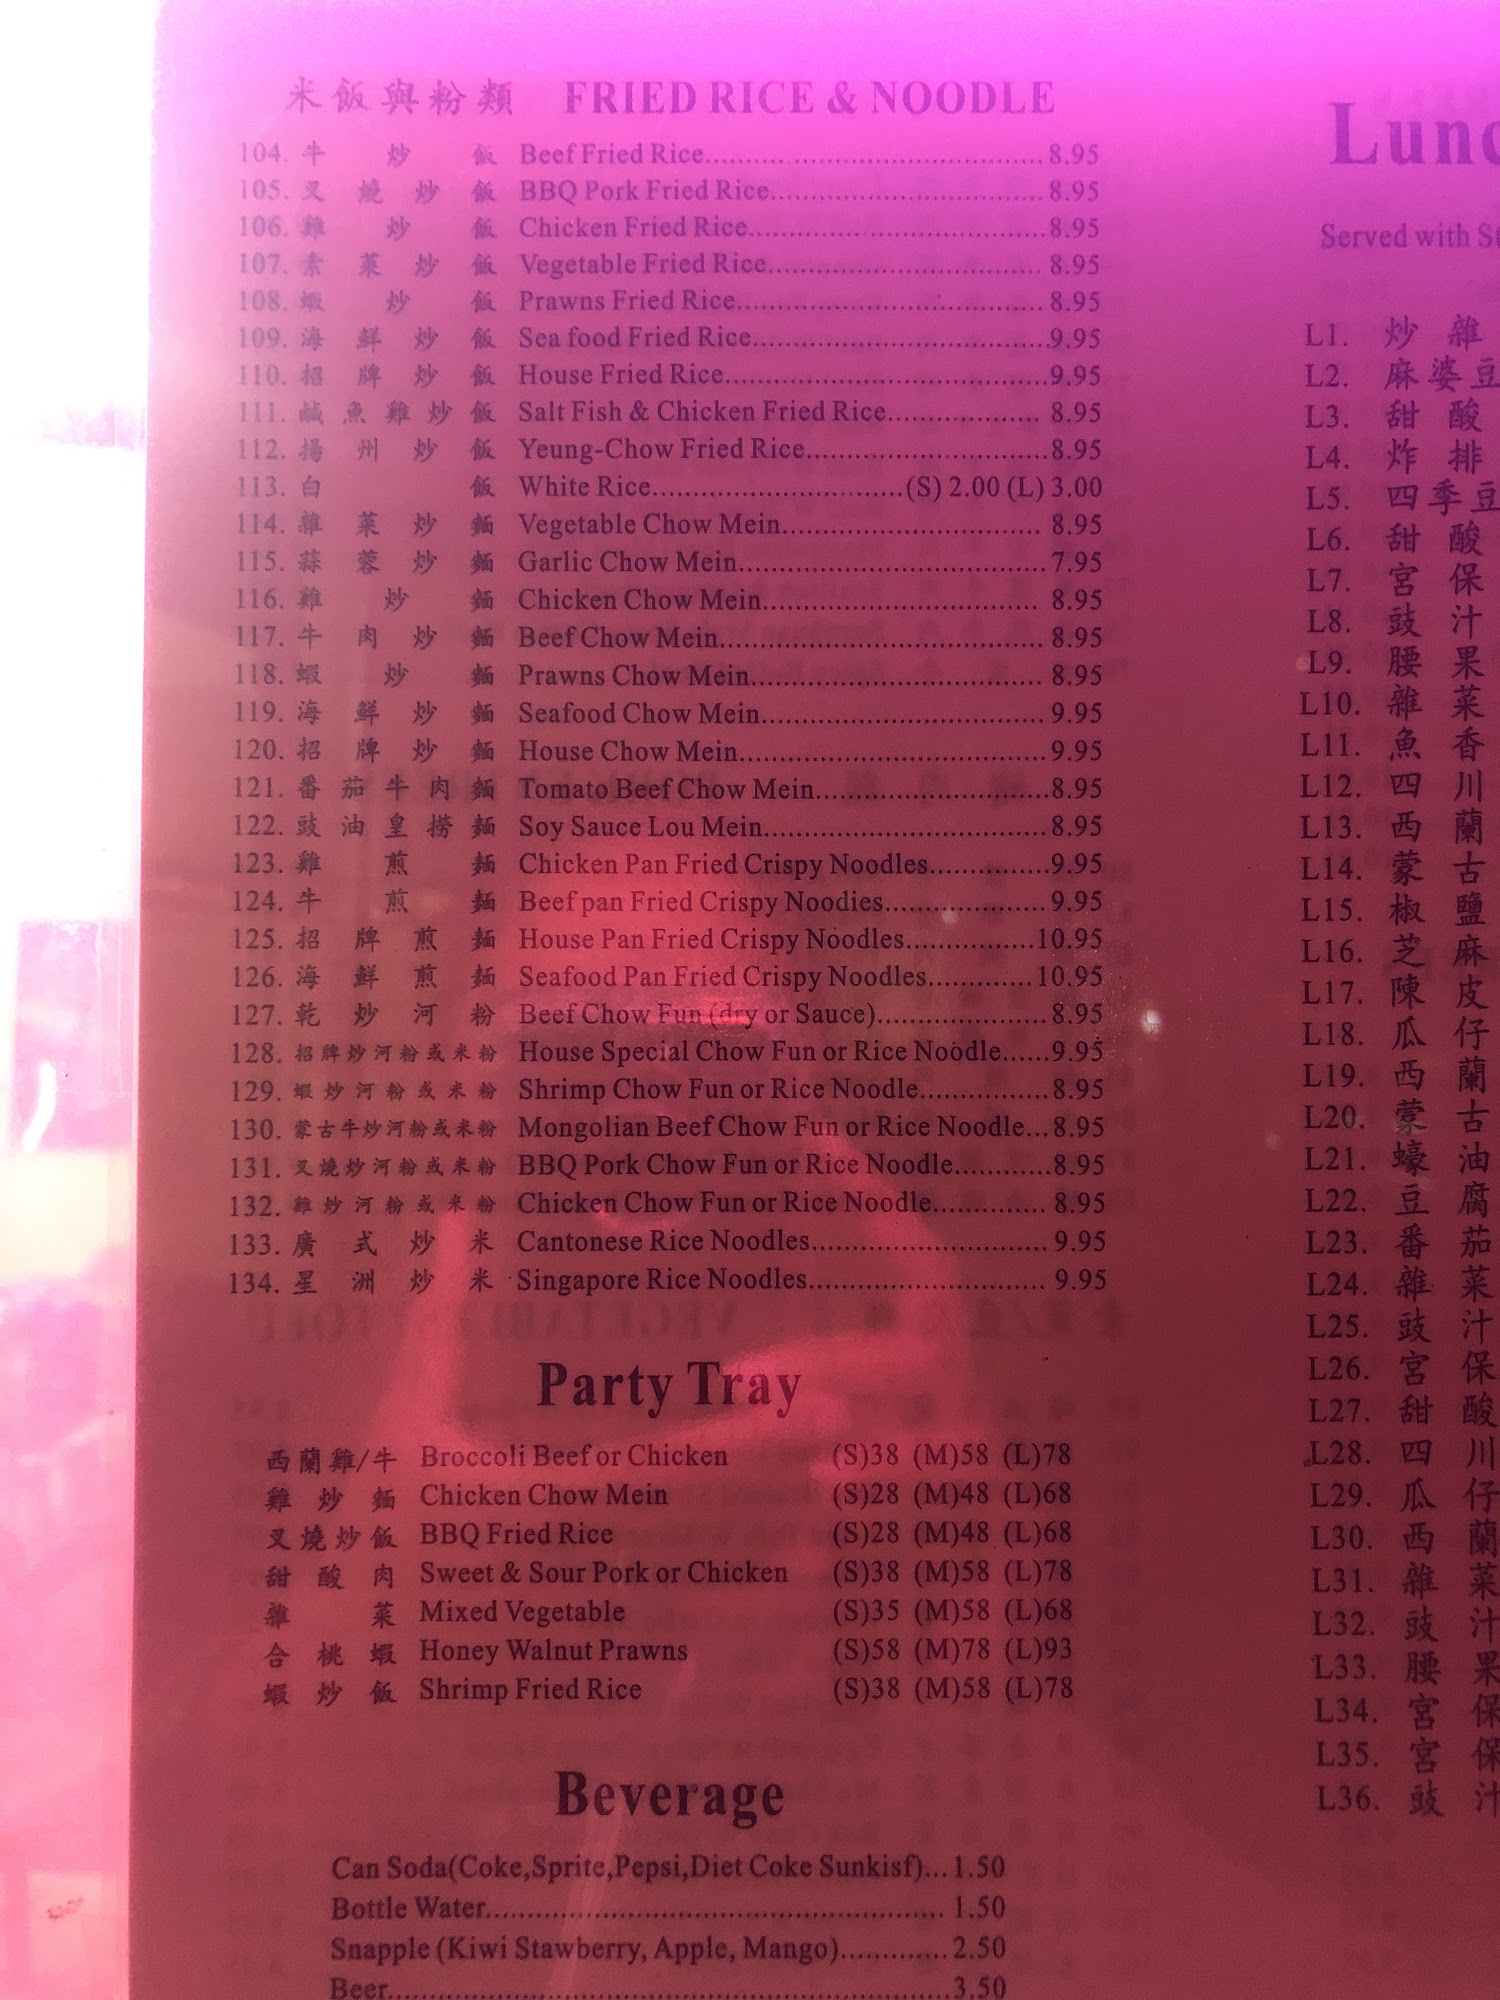 米飯與粉類 FRIED RICE & NOODLE
104. 牛炒飯 Beef Fried Rice 8.95
105. 叉燒炒飯 BBQ Pork Fried Rice 8.95
106. 雞炒飯 Chicken Fried Rice 8.95
107. 素菜炒飯 Vegetable Fried Rice 8.95
108. 蝦炒飯 Prawns Fried Rice 8.95
109. 海鮮炒飯 Sea food Fried Rice 9.95
110. 招牌炒飯 House Fried Rice 9.95
111. 鹹魚雞炒飯 Salt Fish & Chicken Fried Rice 8.95
112. 揚州炒飯 Yeung-Chow Fried Rice 8.95
113. 白飯 White Rice (S) 2.00 (L) 3.00
114. 雜菜炒麵 Vegetable Chow Mein 8.95
115. 蒜蓉炒麵 Garlic Chow Mein 7.95
116. 雞炒麵 Chicken Chow Mein 8.95
117. 牛肉炒麵 Beef Chow Mein 8.95
118. 蝦炒麵 Prawns Chow Mein 8.95
119. 海鮮炒麵 Seafood Chow Mein 9.95
120. 招牌炒麵 House Chow Mein 9.95
121. 番茄牛肉麵 Tomato Beef Chow Mein 8.95
122. 豉油皇撈麵 Soy Sauce Lou Mein 8.95
123. 雞煎麵 Chicken Pan Fried Crispy Noodles 9.95
124. 牛煎麵 Beef pan Fried Crispy Noodies 9.95
125. 招牌煎麵 House Pan Fried Crispy Noodles 10.95
126. 海鮮煎麵 Seafood Pan Fried Crispy Noodles 10.95
127. 乾炒河粉 Beef Chow Fun (dry or Sauce) 8.95
128. 招牌炒河粉或米粉 House Special Chow Fun or Rice Noodle 9.95
129. 蝦炒河粉或米粉 Shrimp Chow Fun or Rice Noodle 8.95
130. 蒙古牛炒河粉或米粉 Mongolian Beef Chow Fun or Rice Noodle 8.95
131. 叉燒炒河粉或米粉 BBQ Pork Chow Fun or Rice Noodle 8.95
132. 雞炒河粉或米粉 Chicken Chow Fun or Rice Noodle 8.95
133. 廣式炒米 Cantonese Rice Noodles 9.95
134. 星洲炒米 Singapore Rice Noodles 9.95
Party Tray
西蘭雞/牛 Broccoli Beef or Chicken (S)38 (M)58 (L)78
雞炒麵 Chicken Chow Mein (S)28 (M)48 (L)68
叉燒炒飯 BBQ Fried Rice (S)28 (M)48 (L)68
甜酸肉 Sweet & Sour Pork or Chicken (S)38 (M)58 (L)78
雜菜 Mixed Vegetable (S)35 (M)58 (L)68
合桃蝦 Honey Walnut Prawns (S)58 (M)78 (L)93
蝦炒飯 Shrimp Fried Rice (S)38 (M)58 (L)78
Beverage
Can Soda(Coke,Sprite,Pepsi,Diet Coke Sunkisf) 1.50
Bottle Water 1.50
Snapple (Kiwi Stawberry, Apple, Mango) 2.50
Beer 3.50
Lunc
Served with S
L1. 炒雜
L2. 麻婆豆
L3. 甜酸
L4. 炸排
L5. 四季豆
L6. 甜酸
L7. 宮保
L8. 豉汁
L9. 腰果
L10. 雜菜
L11. 魚香
L12. 四川
L13. 西蘭
L14. 蒙古
L15. 椒鹽
L16. 芝麻
L17. 陳皮
L18. 瓜仔
L19. 西蘭
L20. 蒙古
L21. 蠔油
L22. 豆腐
L23. 番茄
L24. 雜菜
L25. 豉汁
L26. 宮保
L27. 甜酸
L28. 四川
L29. 瓜仔
L30. 西蘭
L31. 雜菜
L32. 豉汁
L33. 腰果
L34. 宮保
L35. 宮保
L36. 豉汁